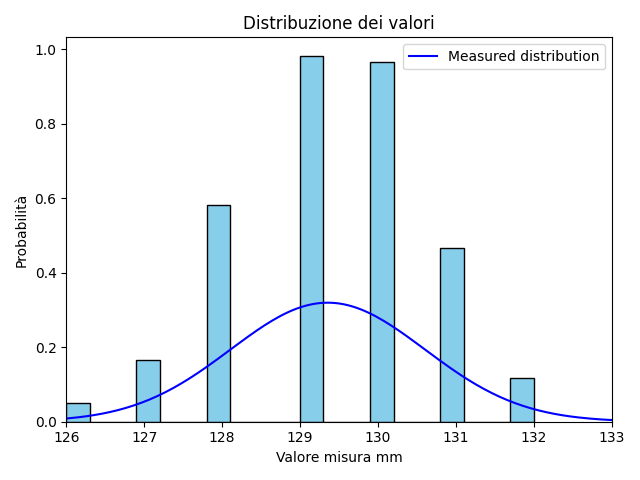 Distribuzione dei valori
Measured distribution
1.0
0.8
0.6
0.4
0.2
0.0
Probabilità
126 127 128 129 130 131 132 133
Valore misura mm